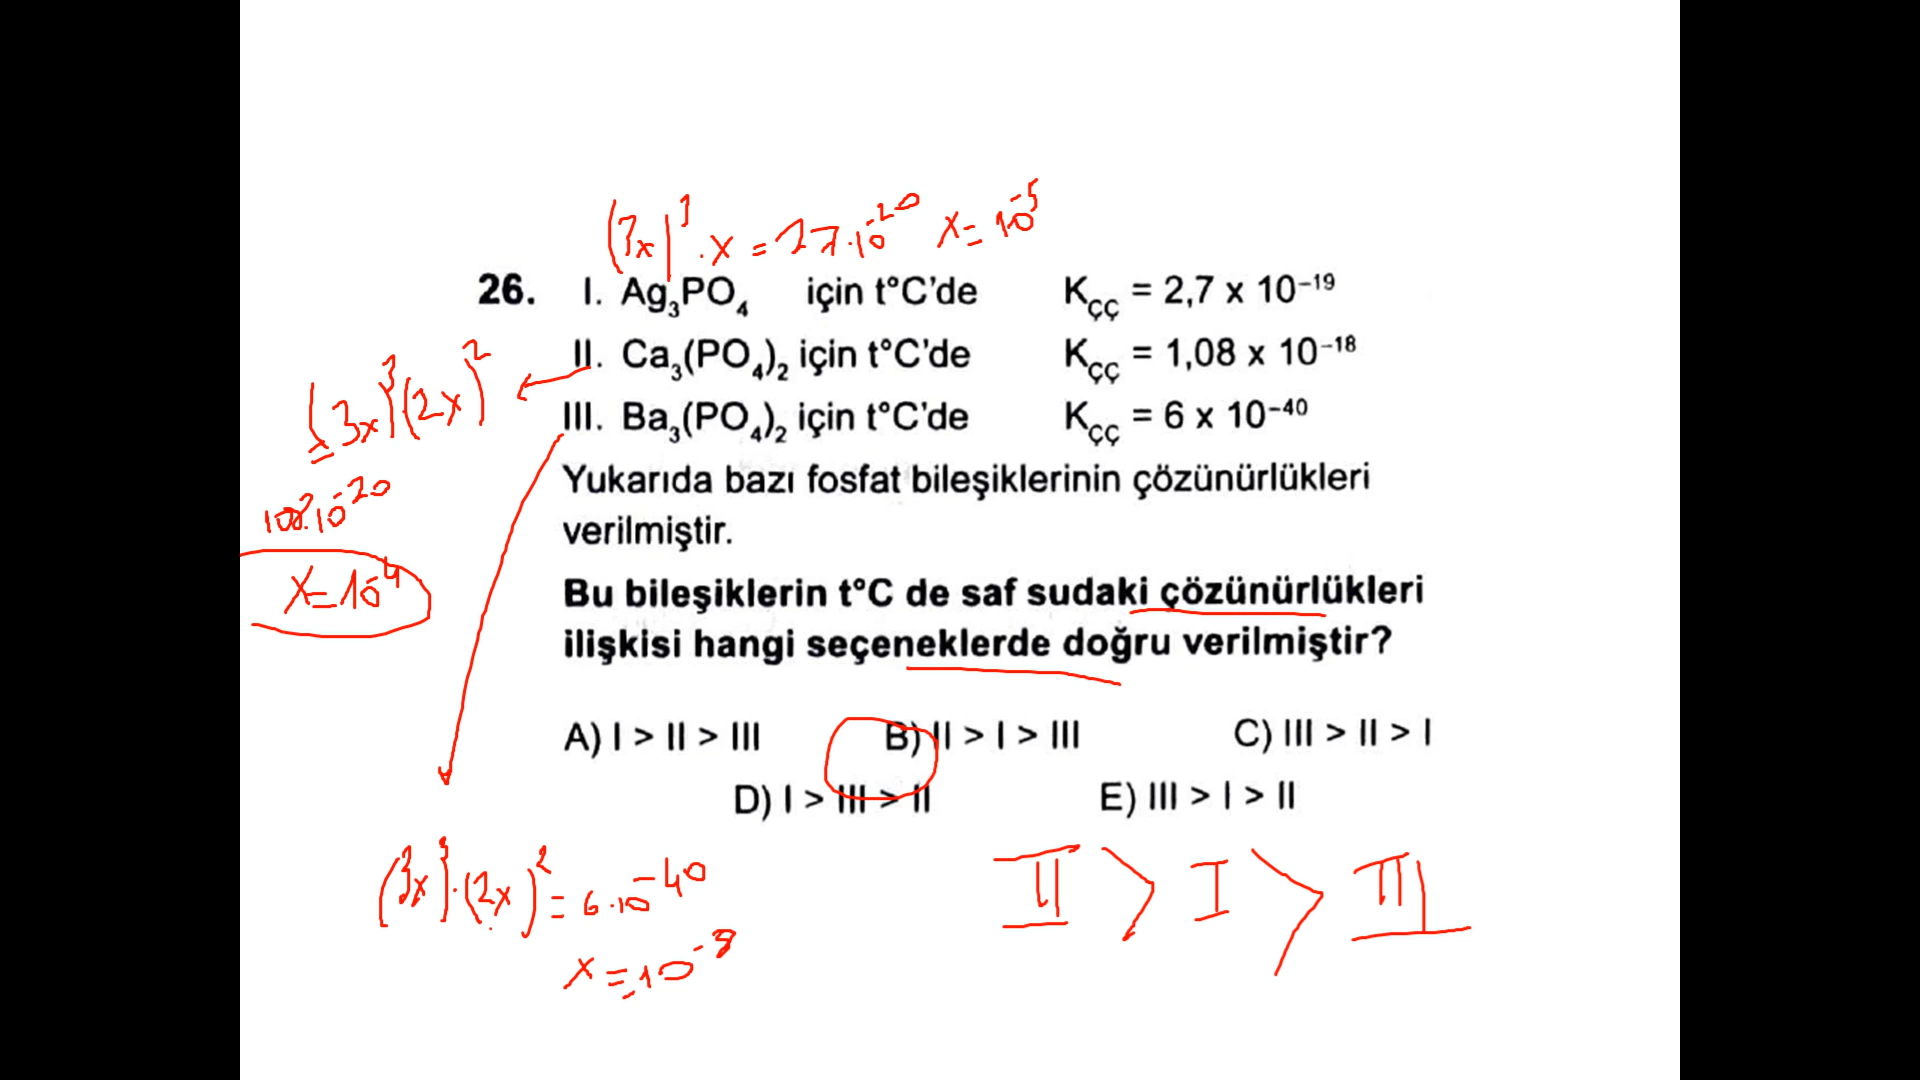 (3x)³ . x = 27.10⁻²⁰ x = 10⁻⁵
26. I. Ag₃PO₄ için t°C'de Kçç = 2,7 x 10⁻¹⁹
II. Ca₃(PO₄)₂ için t°C'de Kçç = 1,08 x 10⁻¹⁸
III. Ba₃(PO₄)₂ için t°C'de Kçç = 6 x 10⁻⁴⁰
(3x)³(2x)²
=
108.10⁻²⁰
x = 10⁻⁴
Yukarıda bazı fosfat bileşiklerinin çözünürlükleri
verilmiştir.
Bu bileşiklerin t°C de saf sudaki çözünürlükleri
ilişkisi hangi seçeneklerde doğru verilmiştir?
A) I > II > III B) II > I > III C) III > II > I
D) I > III > II E) III > I > II
(3x)³.(2x)² = 6.10⁻⁴⁰
x = 10⁻⁸
II > I > III